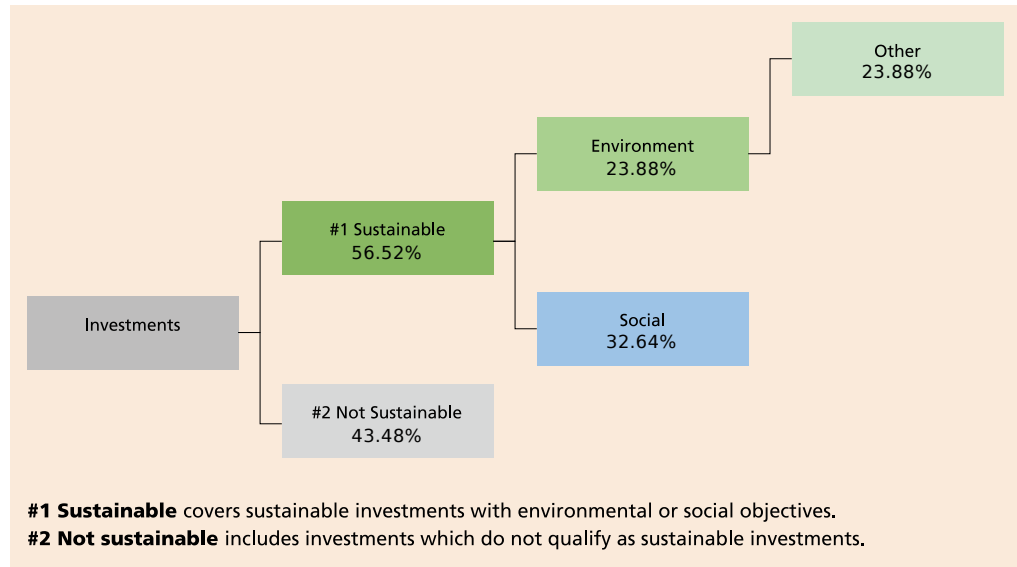 Other
23.88%
Environment
23.88%
#1 Sustainable
56.52%
Investments
Social
32.64%
#2 Not Sustainable
43.48%
#1 Sustainable covers sustainable investments with environmental or social objectives.
#2 Not sustainable includes investments which do not qualify as sustainable investments.